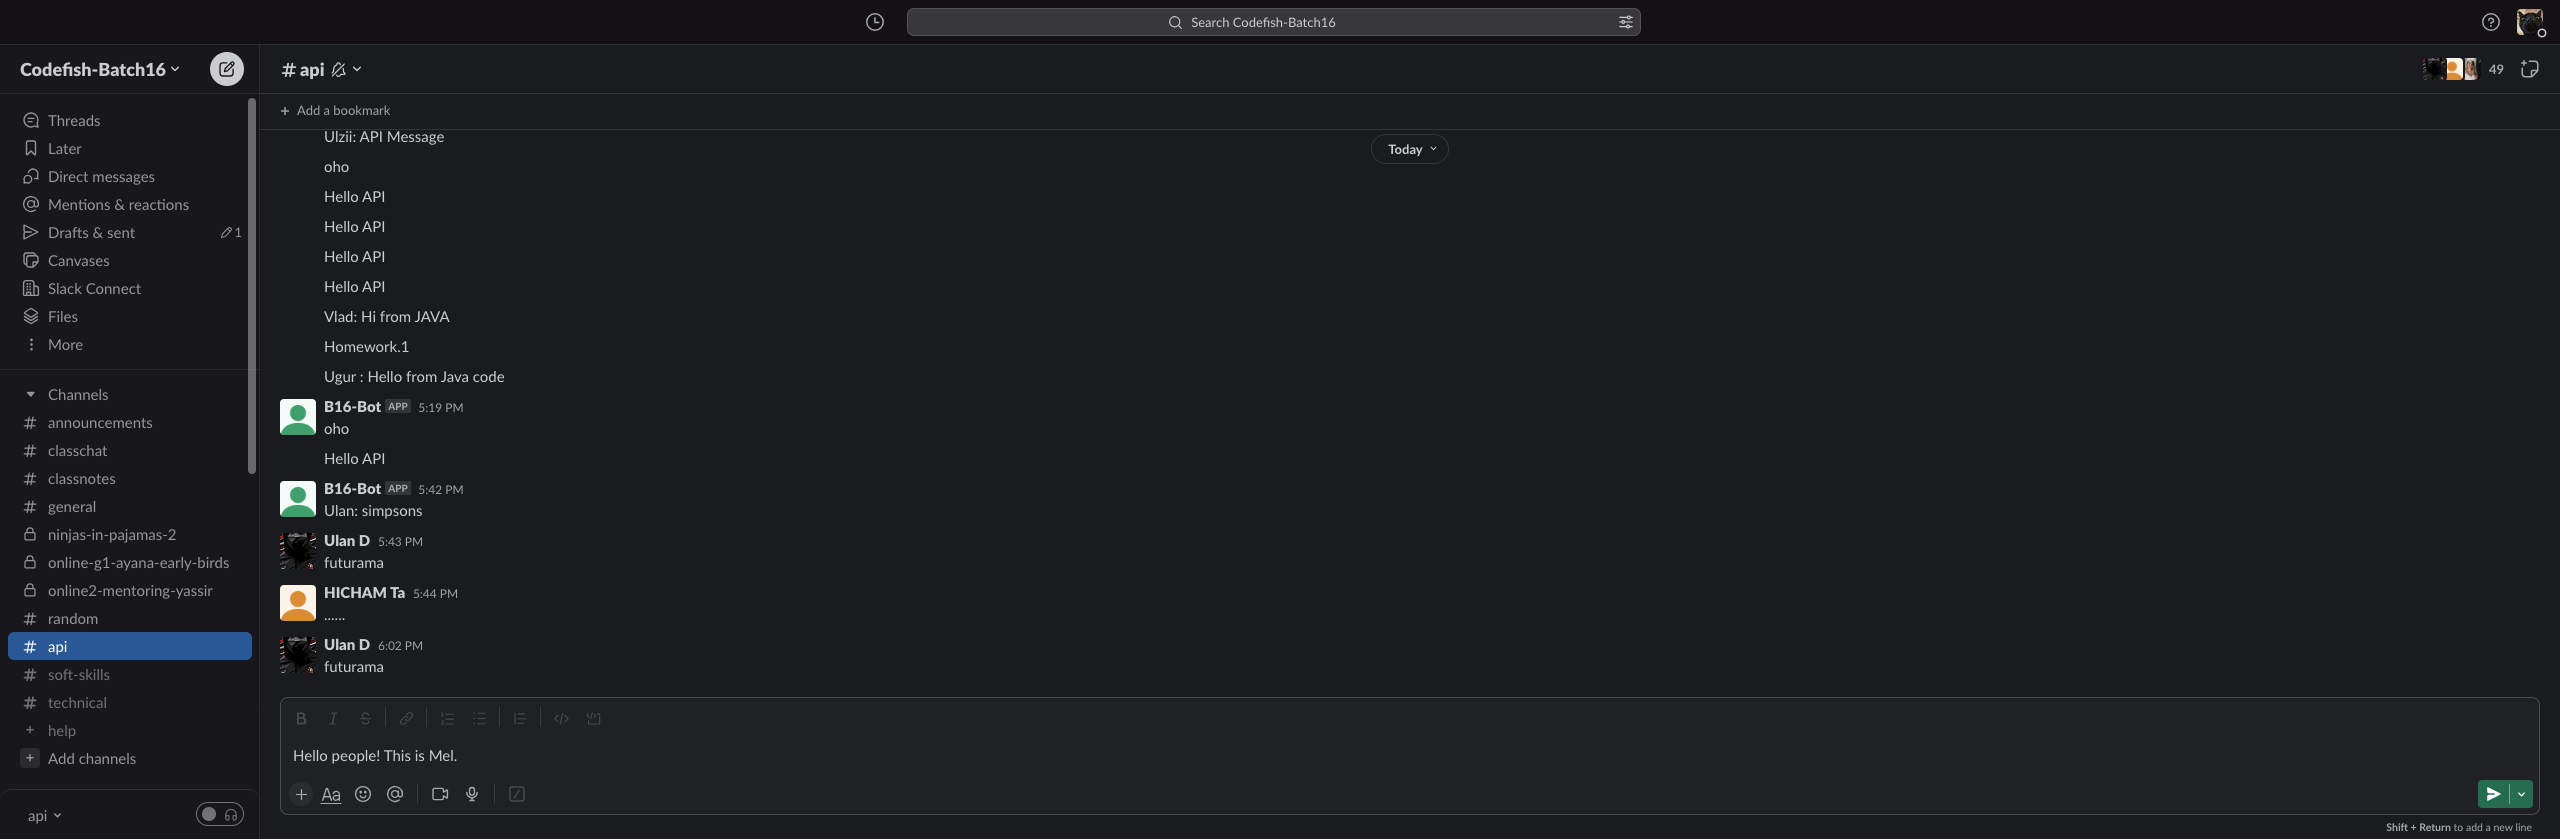 Search Codefish-Batch16
Codefish-Batch16
Threads
Later
Direct messages
Mentions & reactions
Drafts & sent 1
Canvases
Slack Connect
Files
More
Channels
# announcements
# classchat
# classnotes
# general
ninjas-in-pajamas-2
online-g1-ayana-early-birds
online2-mentoring-yassir
# random
# api
# soft-skills
# technical
+ help
+ Add channels
api
# api
49
+ Add a bookmark
Today
Ulzii: API Message
oho
Hello API
Hello API
Hello API
Hello API
Vlad: Hi from JAVA
Homework.1
Ugur : Hello from Java code
B16-Bot APP 5:19 PM
oho
Hello API
B16-Bot APP 5:42 PM
Ulan: simpsons
Ulan D 5:43 PM
futurama
HICHAM Ta 5:44 PM
......
Ulan D 6:02 PM
futurama
B I S
Hello people! This is Mel.
+ Aa
Shift + Return to add a new line